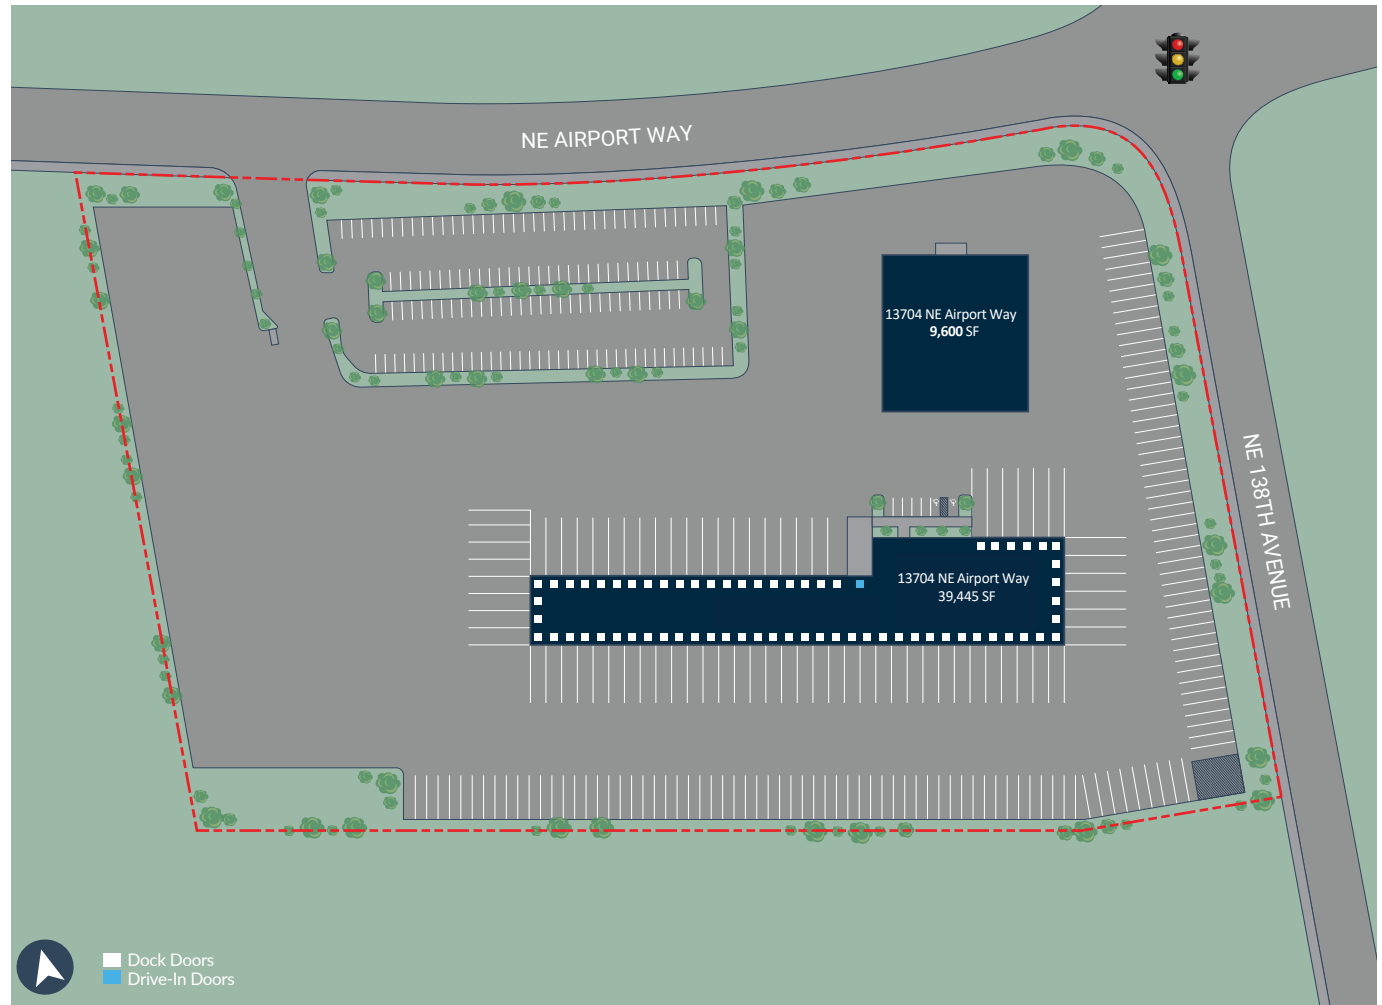 NE AIRPORT WAY
13704 NE Airport Way
9,600 SF
NE 138TH AVENUE
13704 NE Airport Way
39,445 SF
Dock Doors
Drive-In Doors